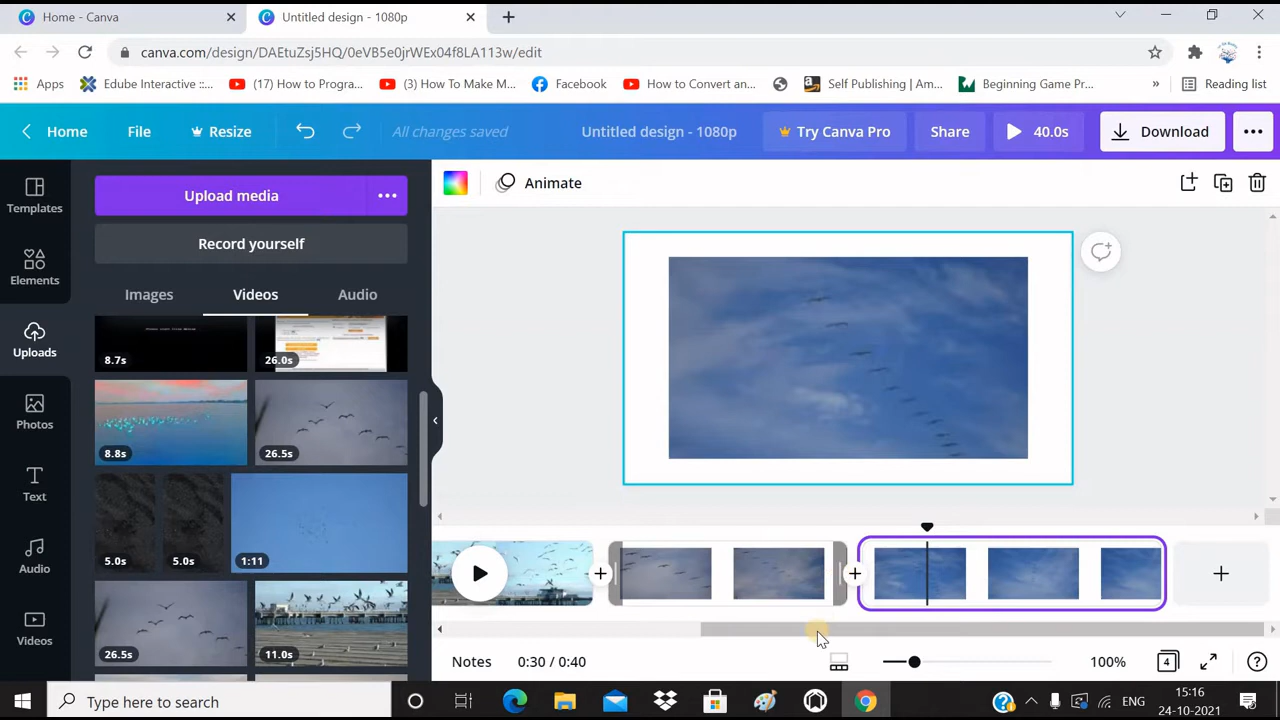 Home - Canva
Untitled design - 1080p
canva.com/design/DAEtuZsj5HQ/0eVB5e0jrWEx04f8LA113w/edit
Apps
Edube Interactive ::...
(17) How to Progra...
(3) How To Make M...
Facebook
How to Convert an...
Self Publishing | Am...
Beginning Game Pr...
»
Reading list
Home
File
Resize
All changes saved
Untitled design - 1080p
Try Canva Pro
Share
40.0s
Download
Templates
Elements
Uploads
Photos
Text
Audio
Videos
Upload media
Record yourself
Images
Videos
Audio
8.7s
26.0s
8.8s
26.5s
5.0s
5.0s
1:11
26.5s
11.0s
Animate
Notes
0:30 / 0:40
100%
4
Type here to search
ENG
15:16
24-10-2021